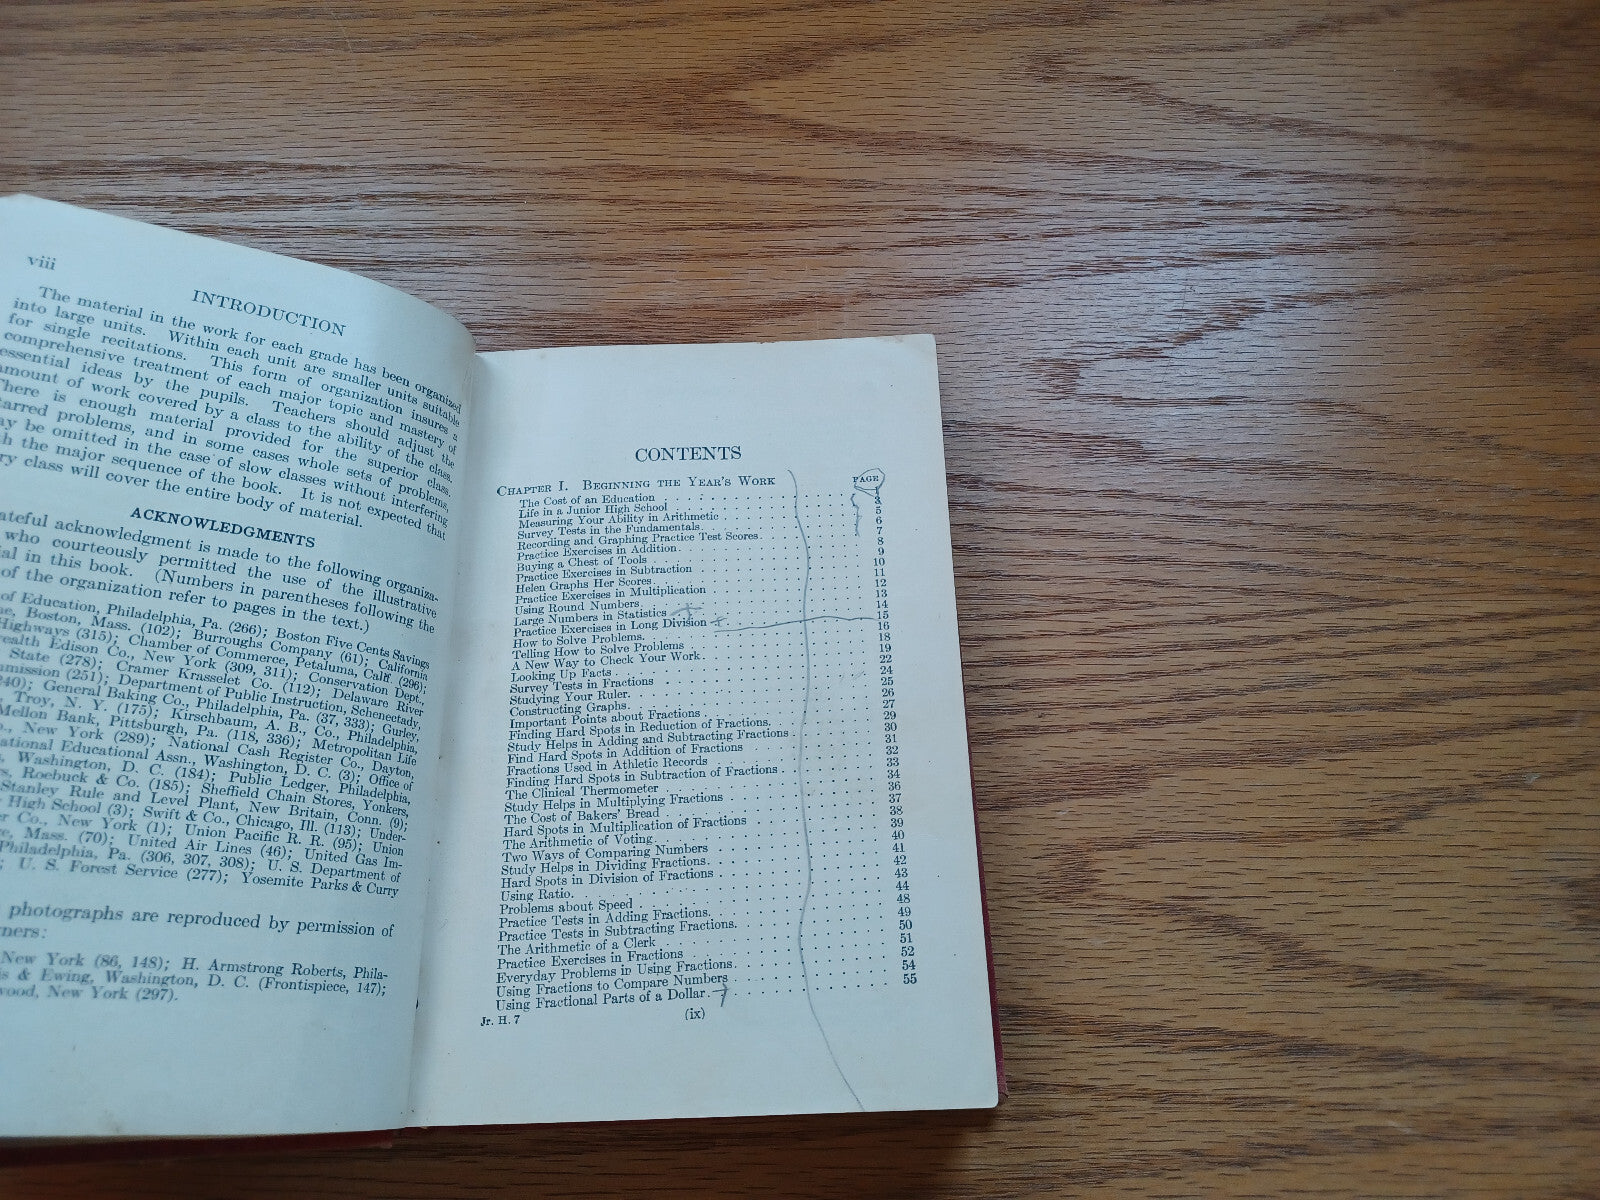 viii
INTRODUCTION
The material in the work for each grade has been organized
into large units. Within each unit are smaller units suitable
for single recitations. This form of organization insures a
comprehensive treatment of each major topic and mastery of
essential ideas by the pupils. Teachers should adjust the
amount of work covered by a class to the ability of the class.
There is enough material provided for the superior class.
problems, and in some cases whole sets of problems,
be omitted in the case of slow classes without interfering
the major sequence of the book. It is not expected that
class will cover the entire body of material.
ACKNOWLEDGMENTS
acknowledgment is made to the following organiza-
who courteously permitted the use of the illustrative
in this book. (Numbers in parentheses following the
of the organization refer to pages in the text.)
of Education, Philadelphia, Pa. (266); Boston Five Cents Savings
Boston, Mass. (102); Burroughs Company (61); California
Highways (315); Chamber of Commerce, Petaluma, Calif. (296);
Edison Co., New York (309, 311); Conservation Dept.,
State (278); Cramer Krasselet Co. (112); Delaware River
(251); Department of Public Instruction, Schenectady,
General Baking Co., Philadelphia, Pa. (37, 333); Gurley,
Troy, N. Y. (175); Kirschbaum, A. B., Co., Philadelphia,
Mellon Bank, Pittsburgh, Pa. (118, 336); Metropolitan Life
New York (289); National Cash Register Co., Dayton,
Educational Assn., Washington, D. C. (3); Office of
Washington, D. C. (184); Public Ledger, Philadelphia,
Roebuck & Co. (185); Sheffield Chain Stores, Yonkers,
Stanley Rule and Level Plant, New Britain, Conn. (9);
High School (3); Swift & Co., Chicago, Ill. (113); Under-
Co., New York (1); Union Pacific R. R. (95); Union
Mass. (70); United Air Lines (46); United Gas Im-
Philadelphia, Pa. (306, 307, 308); U. S. Department of
U. S. Forest Service (277); Yosemite Parks & Curry
photographs are reproduced by permission of
New York (86, 148); H. Armstrong Roberts, Phila-
& Ewing, Washington, D. C. (Frontispiece, 147);
New York (297).
CONTENTS
PAGE
CHAPTER I. BEGINNING THE YEAR'S WORK 1
The Cost of an Education 3
Life in a Junior High School 5
Measuring Your Ability in Arithmetic 6
Survey Tests in the Fundamentals 7
Recording and Graphing Practice Test Scores 8
Practice Exercises in Addition 9
Buying a Chest of Tools 10
Practice Exercises in Subtraction 11
Helen Graphs Her Scores 12
Practice Exercises in Multiplication 13
Using Round Numbers 14
Large Numbers in Statistics 15
Practice Exercises in Long Division 16
How to Solve Problems 18
Telling How to Solve Problems 19
A New Way to Check Your Work 22
Looking Up Facts 24
Survey Tests in Fractions 25
Studying Your Ruler 26
Constructing Graphs 27
Important Points about Fractions 29
Finding Hard Spots in Reduction of Fractions 30
Study Helps in Adding and Subtracting Fractions 31
Find Hard Spots in Addition of Fractions 32
Fractions Used in Athletic Records 33
Finding Hard Spots in Subtraction of Fractions 34
The Clinical Thermometer 36
Study Helps in Multiplying Fractions 37
The Cost of Bakers' Bread 38
Hard Spots in Multiplication of Fractions 39
The Arithmetic of Voting 40
Two Ways of Comparing Numbers 41
Study Helps in Dividing Fractions 42
Hard Spots in Division of Fractions 43
Using Ratio 44
Problems about Speed 48
Practice Tests in Adding Fractions 49
Practice Tests in Subtracting Fractions 50
The Arithmetic of a Clerk 51
Practice Exercises in Fractions 52
Everyday Problems in Using Fractions 54
Using Fractions to Compare Numbers 55
Using Fractional Parts of a Dollar
Jr. H. 7
(ix)